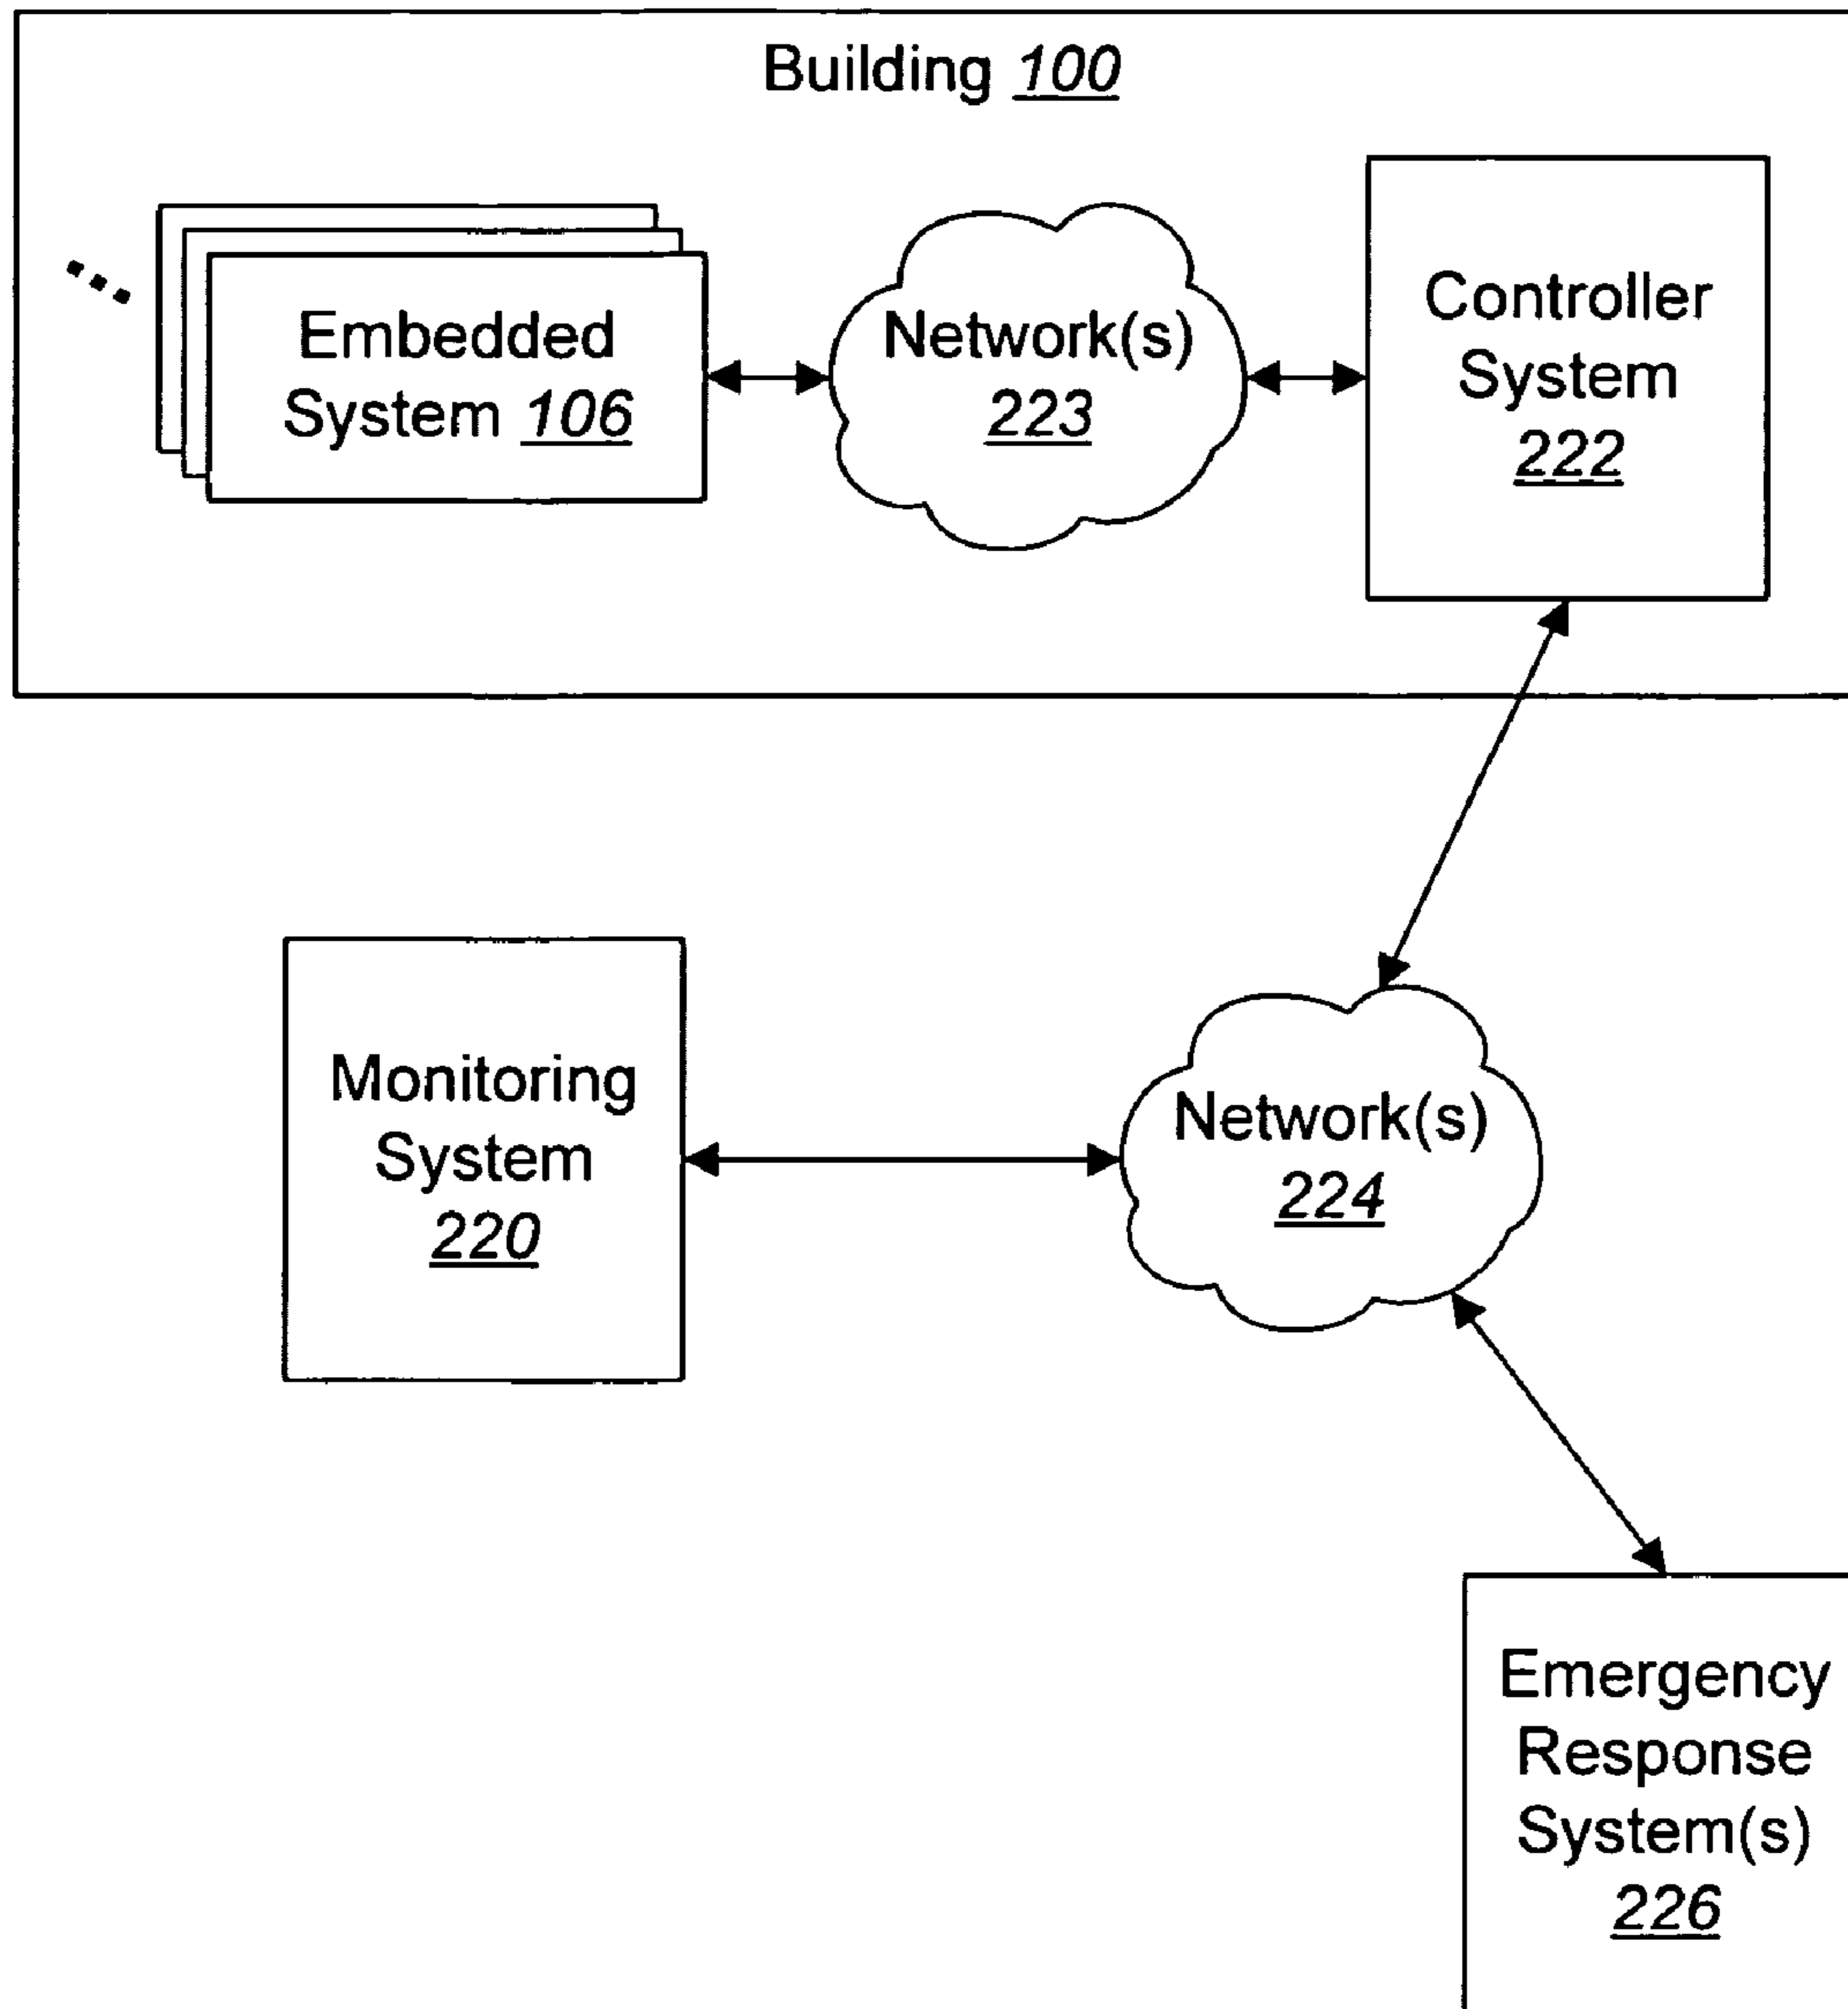 Building 100
Embedded
System 106
Network(s)
223
Controller
System
222
Monitoring
System
220
Network(s)
224
Emergency
Response
System(s)
226